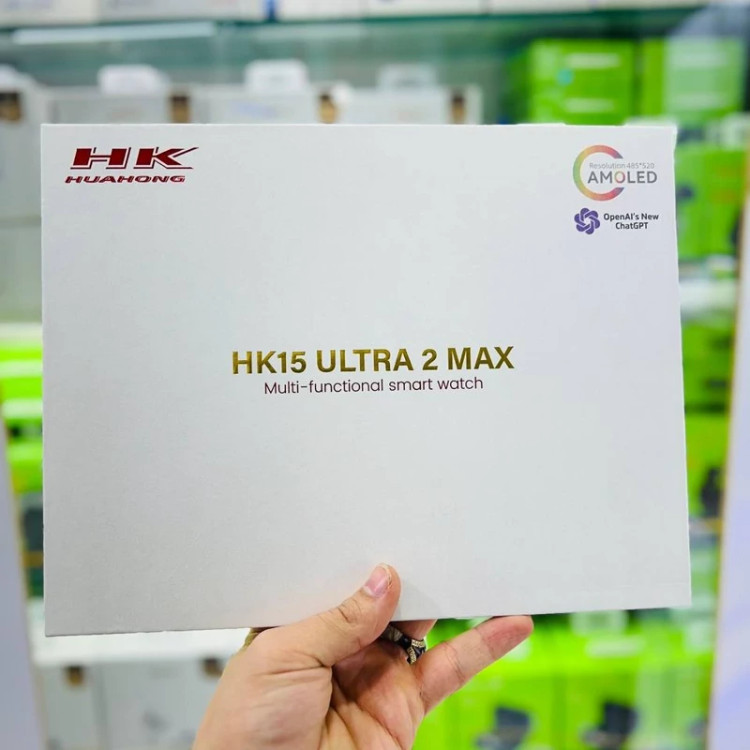 HK
HUAHONG
Resolution 485*520
AMOLED
OpenAI's New
ChatGPT
HK15 ULTRA 2 MAX
Multi-functional smart watch